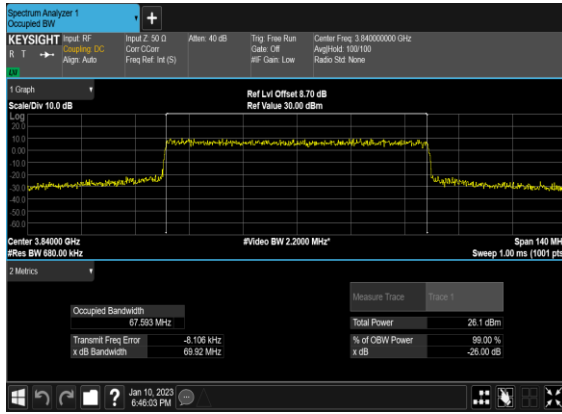 Spectrum Analyzer 1
Occupied BW
+
KEYSIGHT
R T
LXI
Input: RF
Coupling: DC
Align: Auto
Input Z: 50 Ω
Corr CCorr
Freq Ref: Int (S)
Atten: 40 dB
Trig: Free Run
Gate: Off
#IF Gain: Low
Center Freq: 3.840000000 GHz
Avg|Hold: 100/100
Radio Std: None
1 Graph
Scale/Div 10.0 dB
Ref Lvl Offset 8.70 dB
Ref Value 30.00 dBm
Log
20.0
10.0
0.00
-10.0
-20.0
-30.0
-40.0
-50.0
-60.0
Center 3.84000 GHz
#Res BW 680.00 kHz
#Video BW 2.2000 MHz*
Span 140 MH
Sweep 1.00 ms (1001 pts
2 Metrics
Measure Trace Trace 1
Occupied Bandwidth
67.593 MHz
Total Power 26.1 dBm
Transmit Freq Error -8.106 kHz
x dB Bandwidth 69.92 MHz
% of OBW Power 99.00 %
x dB -26.00 dB
?
Jan 10, 2023
6:46:03 PM